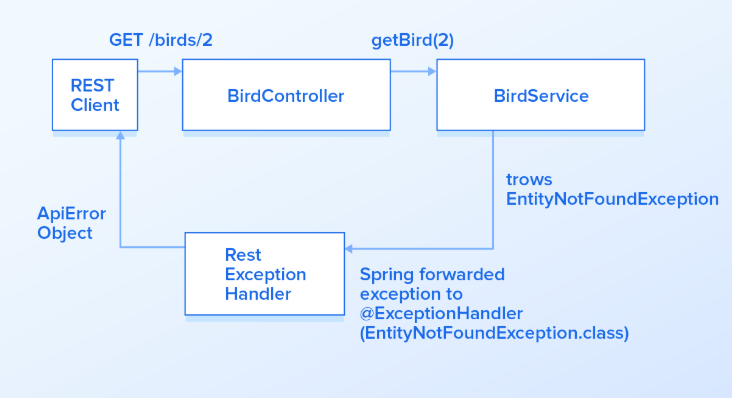 GET /birds/2
getBird(2)
REST
Client
BirdController
BirdService
trows
EntityNotFoundException
ApiError
Object
Rest
Exception
Handler
Spring forwarded
exception to
@ExceptionHandler
(EntityNotFoundException.class)